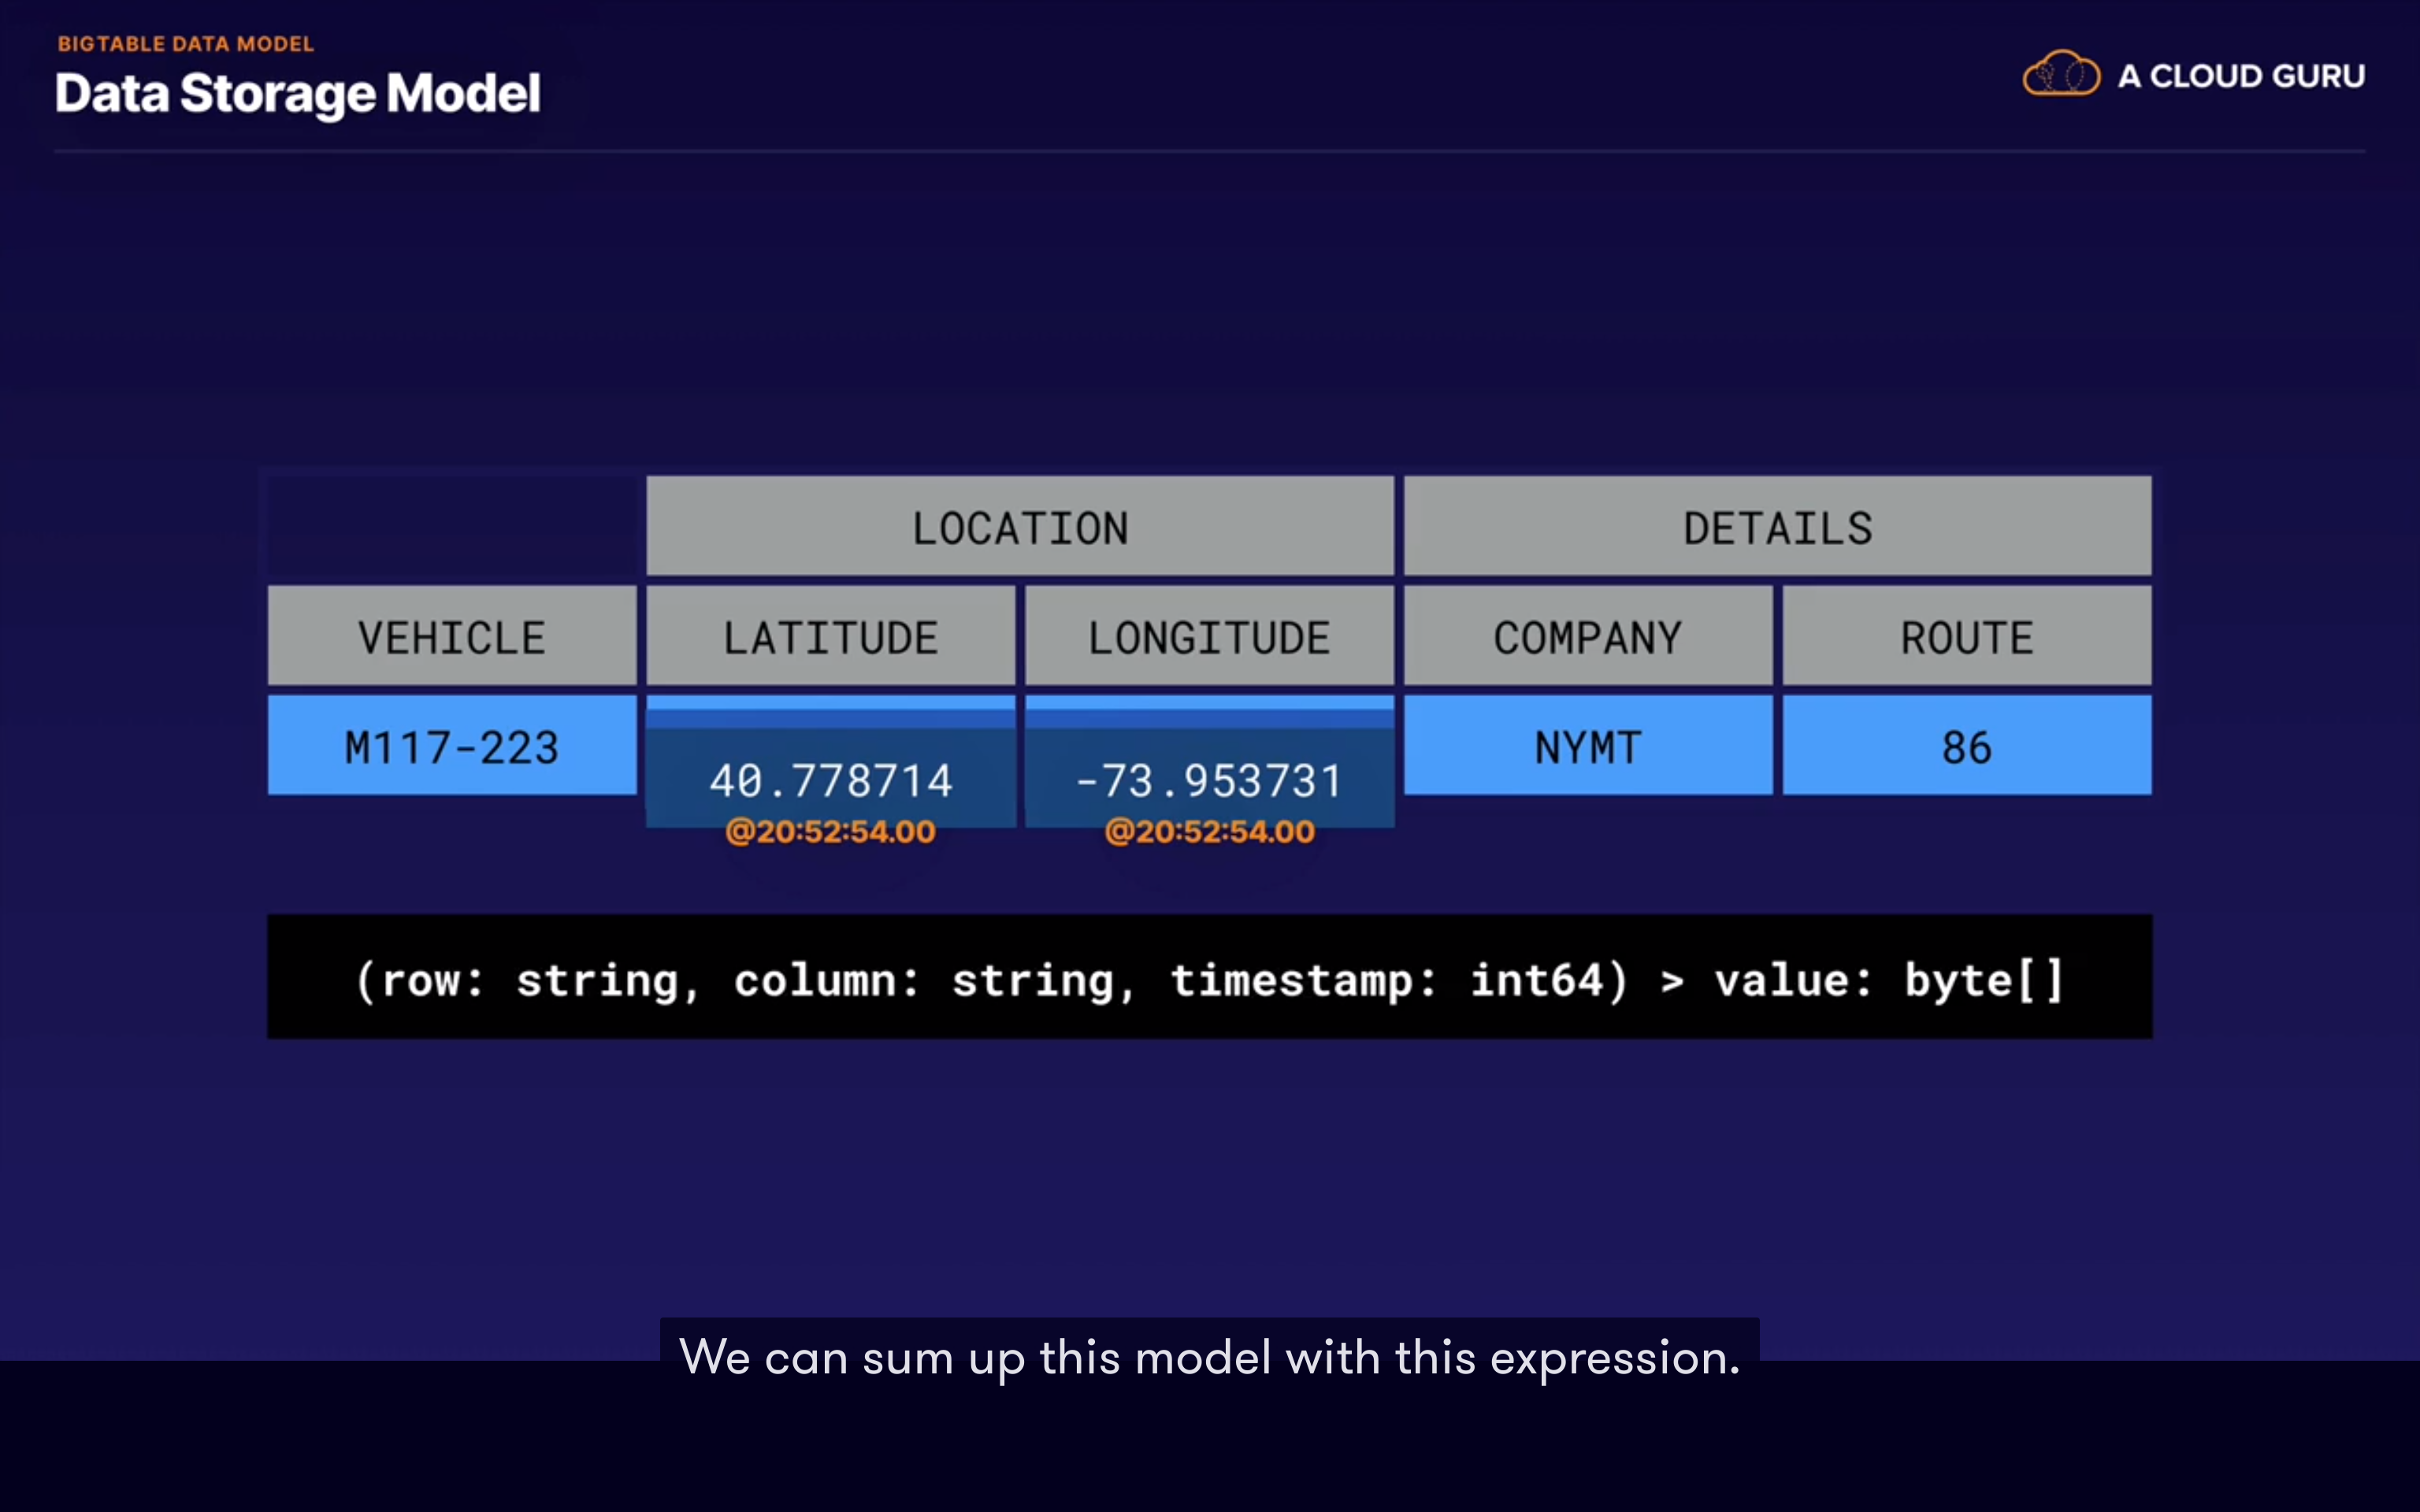 BIGTABLE DATA MODEL
Data Storage Model
A CLOUD GURU
LOCATION DETAILS
VEHICLE LATITUDE LONGITUDE COMPANY ROUTE
M117-223 40.778714 -73.953731 NYMT 86
@20:52:54.00 @20:52:54.00
(row: string, column: string, timestamp: int64) > value: byte[]
We can sum up this model with this expression.